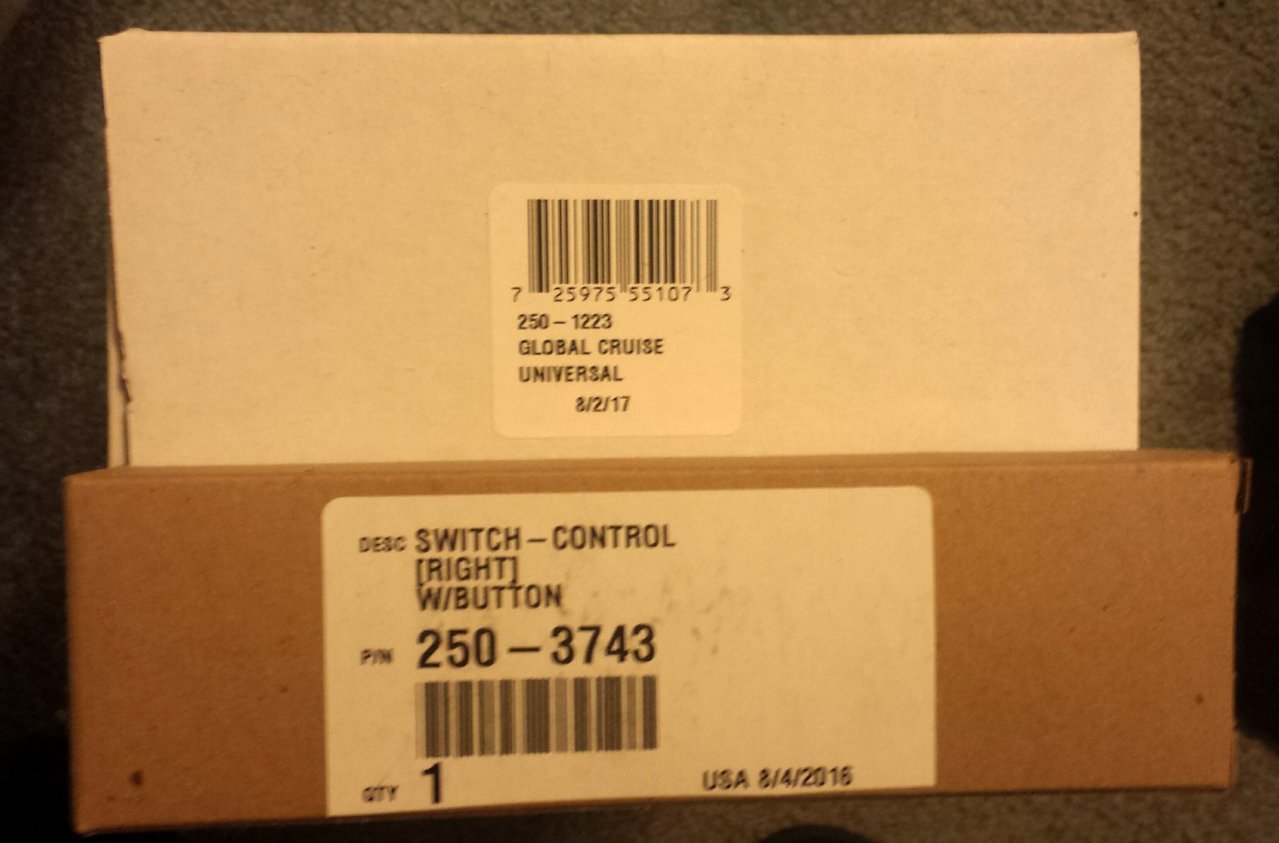 7 25975 55107 3
250-1223
GLOBAL CRUISE
UNIVERSAL
8/2/17
DESC SWITCH-CONTROL
[RIGHT]
W/BUTTON
P/N 250-3743
QTY 1 USA 8/4/2016